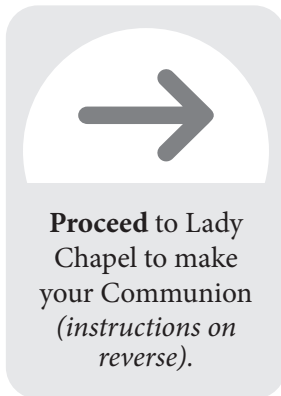 Proceed to Lady
Chapel to make
your Communion
(instructions on
reverse).